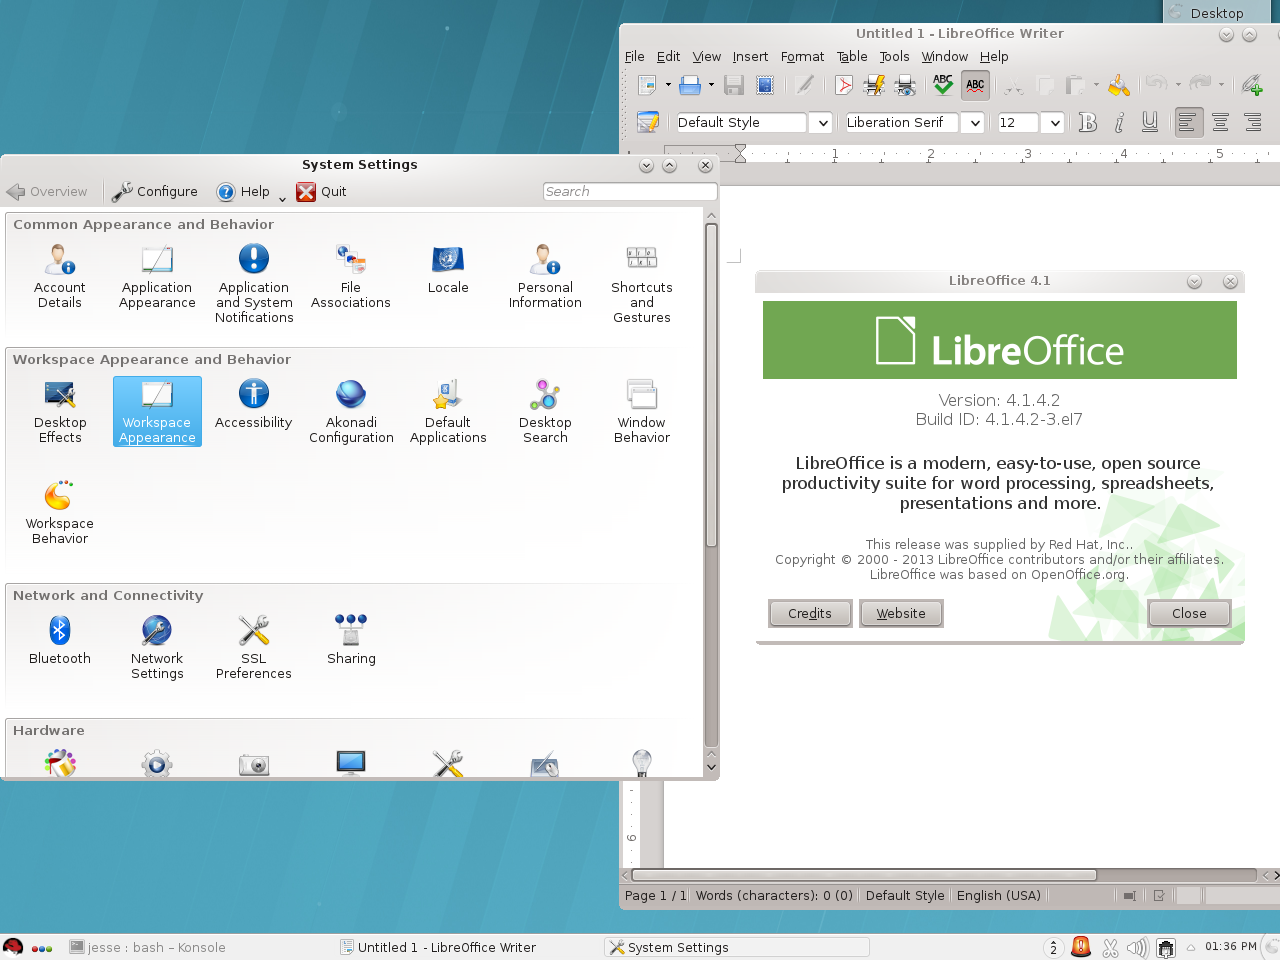 Desktop
Untitled 1 - LibreOffice Writer
File Edit View Insert Format Table Tools Window Help
ABC ABC
Default Style Liberation Serif 12
1 2 3 4 5
System Settings
Overview Configure Help Quit Search
Common Appearance and Behavior
Account Details
Application Appearance
Application and System Notifications
File Associations
Locale
Personal Information
Shortcuts and Gestures
Workspace Appearance and Behavior
Desktop Effects
Workspace Appearance
Accessibility
Akonadi Configuration
Default Applications
Desktop Search
Window Behavior
Workspace Behavior
Network and Connectivity
Bluetooth
Network Settings
SSL Preferences
Sharing
Hardware
LibreOffice 4.1
LibreOffice
Version: 4.1.4.2
Build ID: 4.1.4.2-3.el7
LibreOffice is a modern, easy-to-use, open source
productivity suite for word processing, spreadsheets,
presentations and more.
This release was supplied by Red Hat, Inc..
Copyright © 2000 - 2013 LibreOffice contributors and/or their affiliates.
LibreOffice was based on OpenOffice.org.
Credits Website Close
6
Page 1 / 1 Words (characters): 0 (0) Default Style English (USA)
jesse : bash – Konsole
Untitled 1 - LibreOffice Writer
System Settings
2
01:36 PM